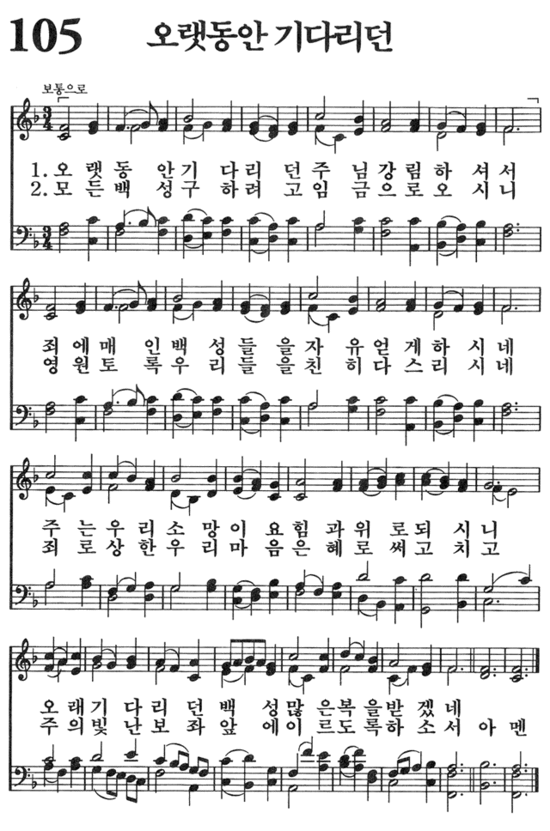 105 오랫동안 기다리던
보통으로
1. 오 랫 동 안 기 다 리 던 주 님 강 림 하 셔 서
2. 모 든 백 성 구 하 려 고 임 금 으 로 오 시 니
죄 에 매 인 백 성 들 을 자 유 얻 게 하 시 네
영 원 토 록 우 리 들 을 친 히 다 스 리 시 네
주 는 우 리 소 망 이 요 힘 과 위 로 되 시 니
죄 로 상 한 우 리 마 음 은 혜 로 써 고 치 고
오 래 기 다 리 던 백 성 많 은 복 을 받 겠 네
주 의 빛 난 보 좌 앞 에 이 르 도 록 하 소 서 아 멘